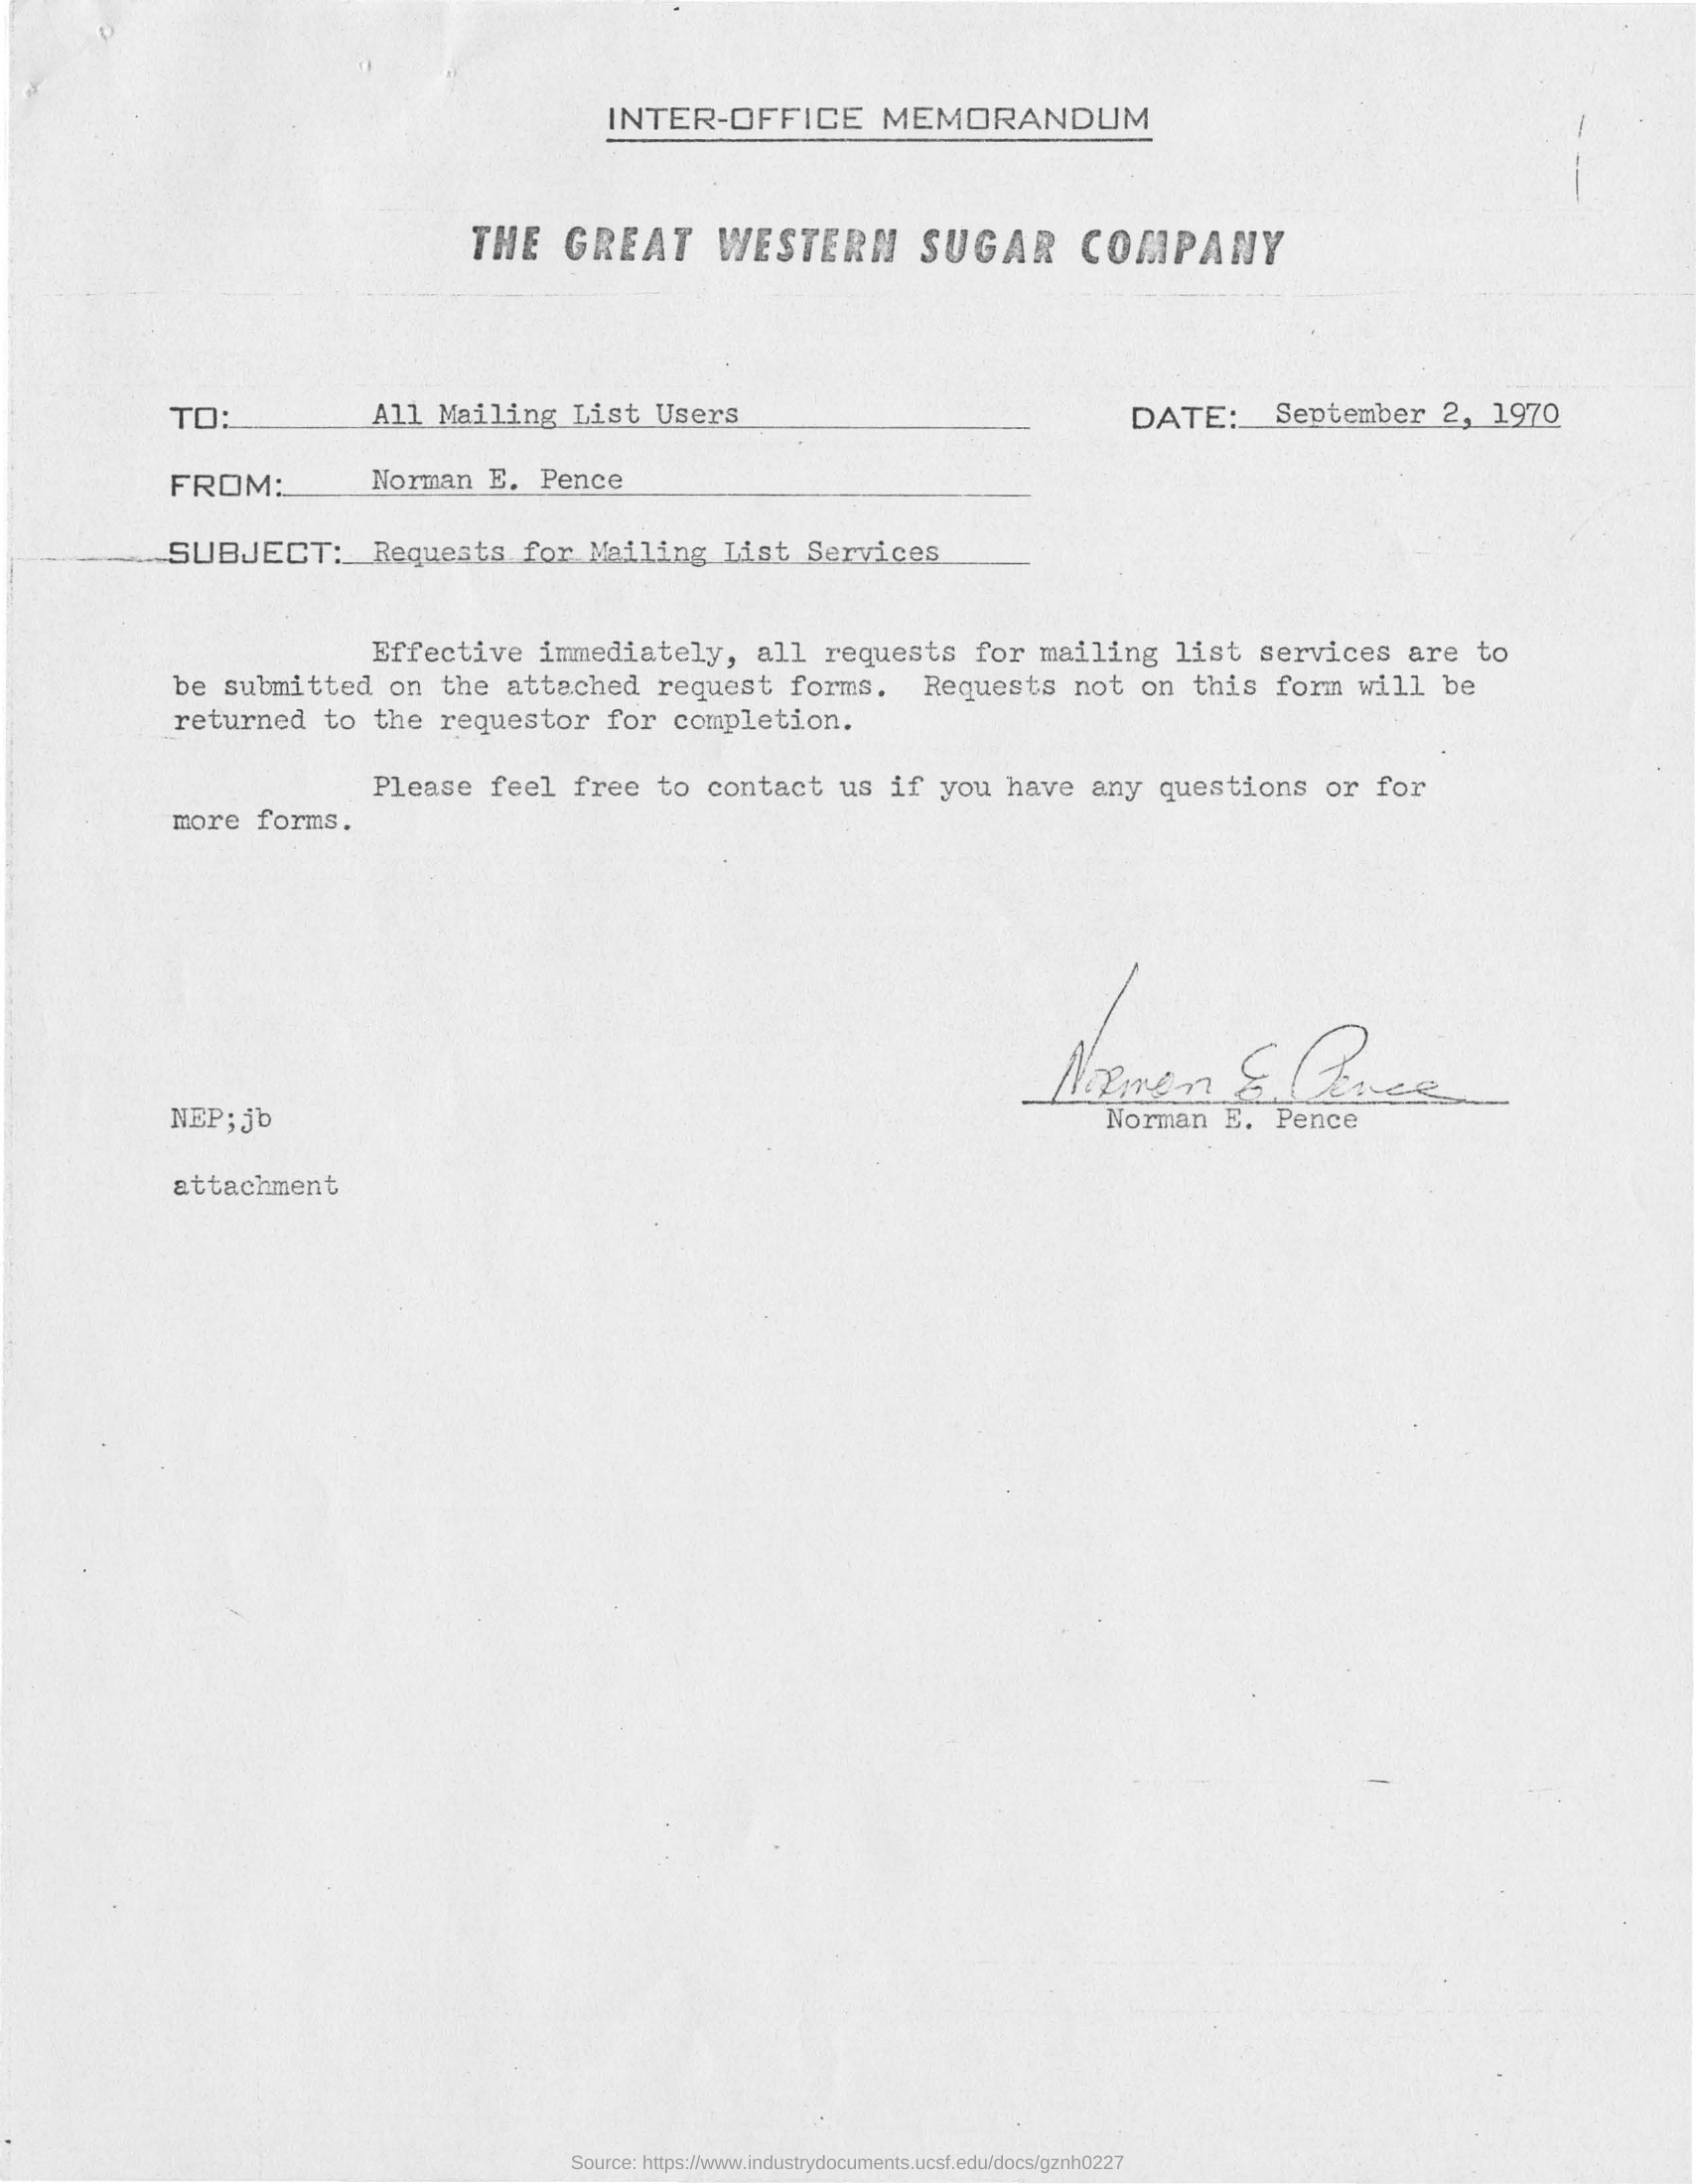 INTER-OFFICE MEMORANDUM
THE GREAT WESTERN SUGAR COMPANY
TO: All Mailing List Users DATE: September 2, 1970
FROM: Norman E. Pence
SUBJECT: Requests for Mailing List Services
Effective immediately, all requests for mailing list services are to
be submitted on the attached request forms. Requests not on this form will be
returned to the requestor for completion.
Please feel free to contact us if you have any questions or for
more forms.
Norman E. Pence
NEP;jb Norman E. Pence
attachment
Source: https://www.industrydocuments.ucsf.edu/docs/gznh0227